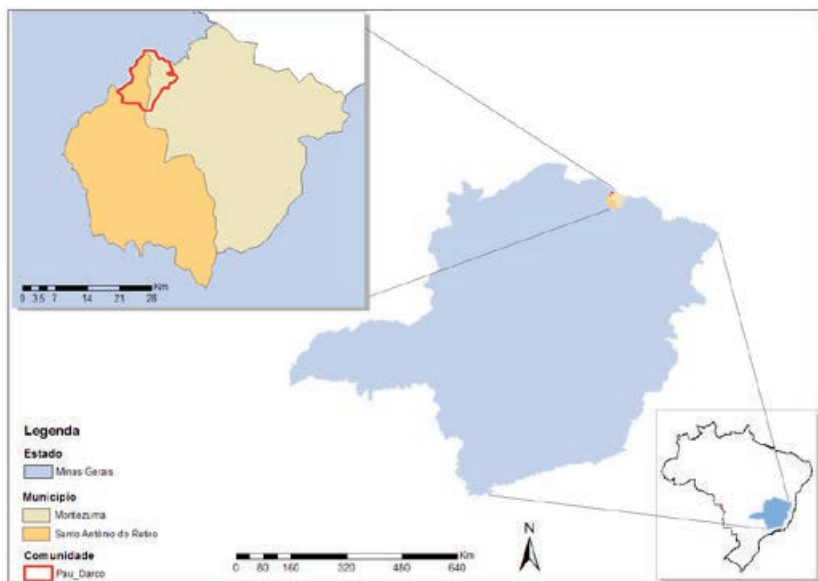 Km
0 3.5 7 14 21 28
Legenda
Estado
Minas Gerais
Município
Montezuma
Santo Antônio do Retiro
Comunidade
Pau_Darco
N
Km
0 80 160 320 480 640